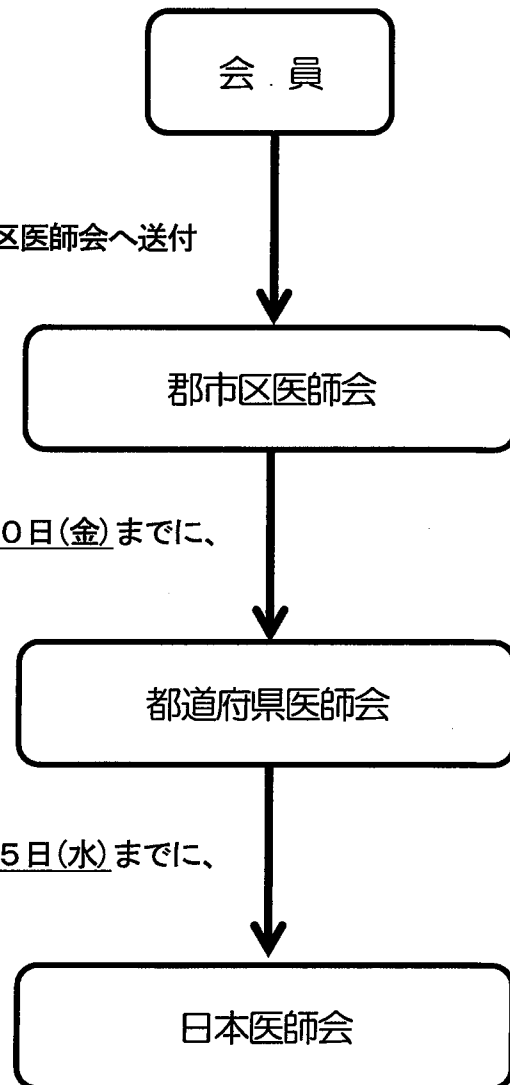 会員
区医師会へ送付
郡市区医師会
0日(金)までに、
都道府県医師会
5日(水)までに、
日本医師会